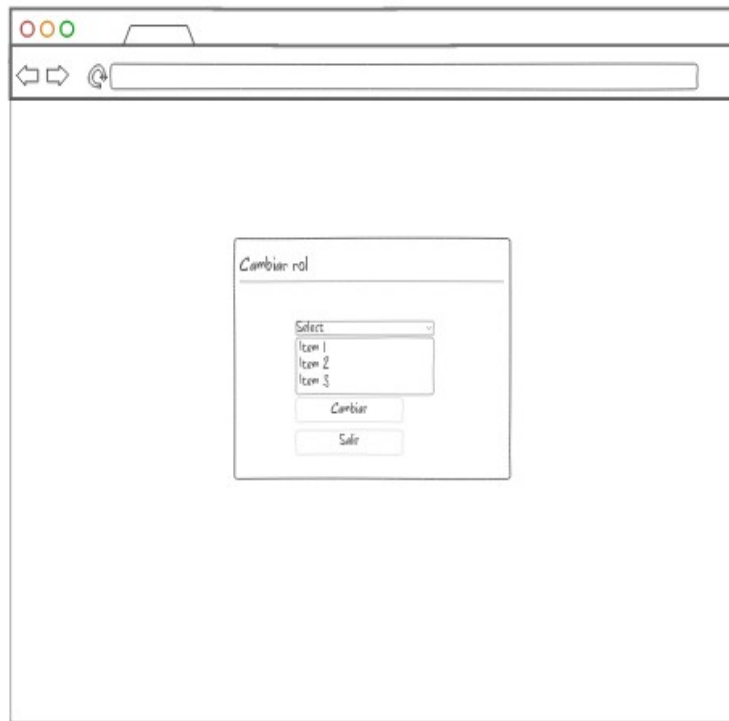 Cambiar rol
Select
Item 1
Item 2
Item 3
Cambiar
Salir